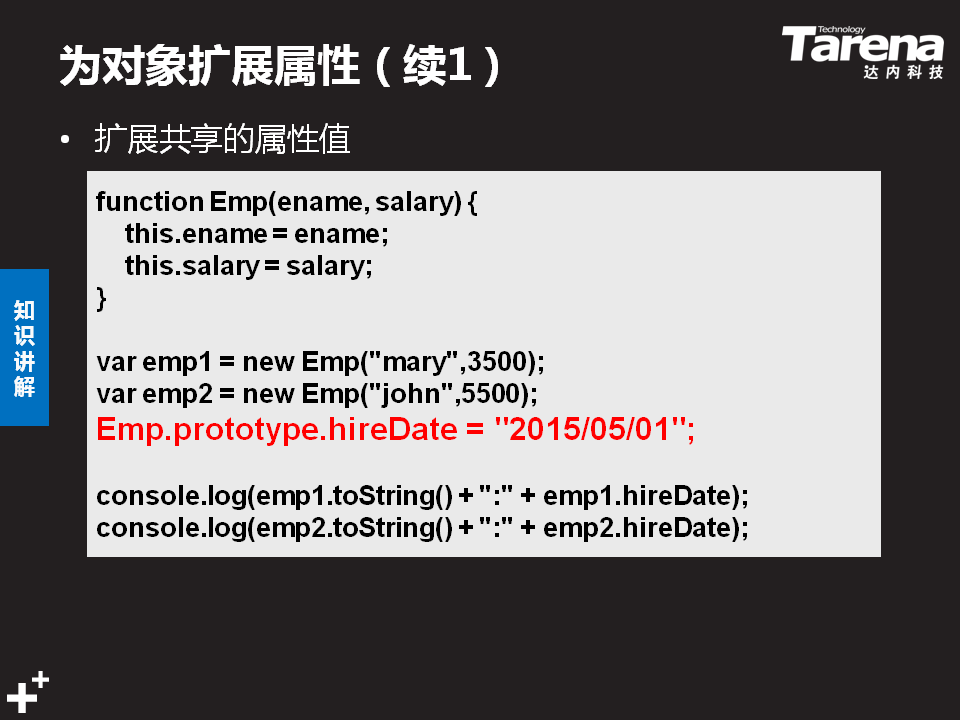 为对象扩展属性（续1）
Technology
Tarena
达内科技
• 扩展共享的属性值
function Emp(ename, salary) {
    this.ename = ename;
    this.salary = salary;
}
var emp1 = new Emp("mary",3500);
var emp2 = new Emp("john",5500);
Emp.prototype.hireDate = "2015/05/01";
console.log(emp1.toString() + ":" + emp1.hireDate);
console.log(emp2.toString() + ":" + emp2.hireDate);
知识讲解